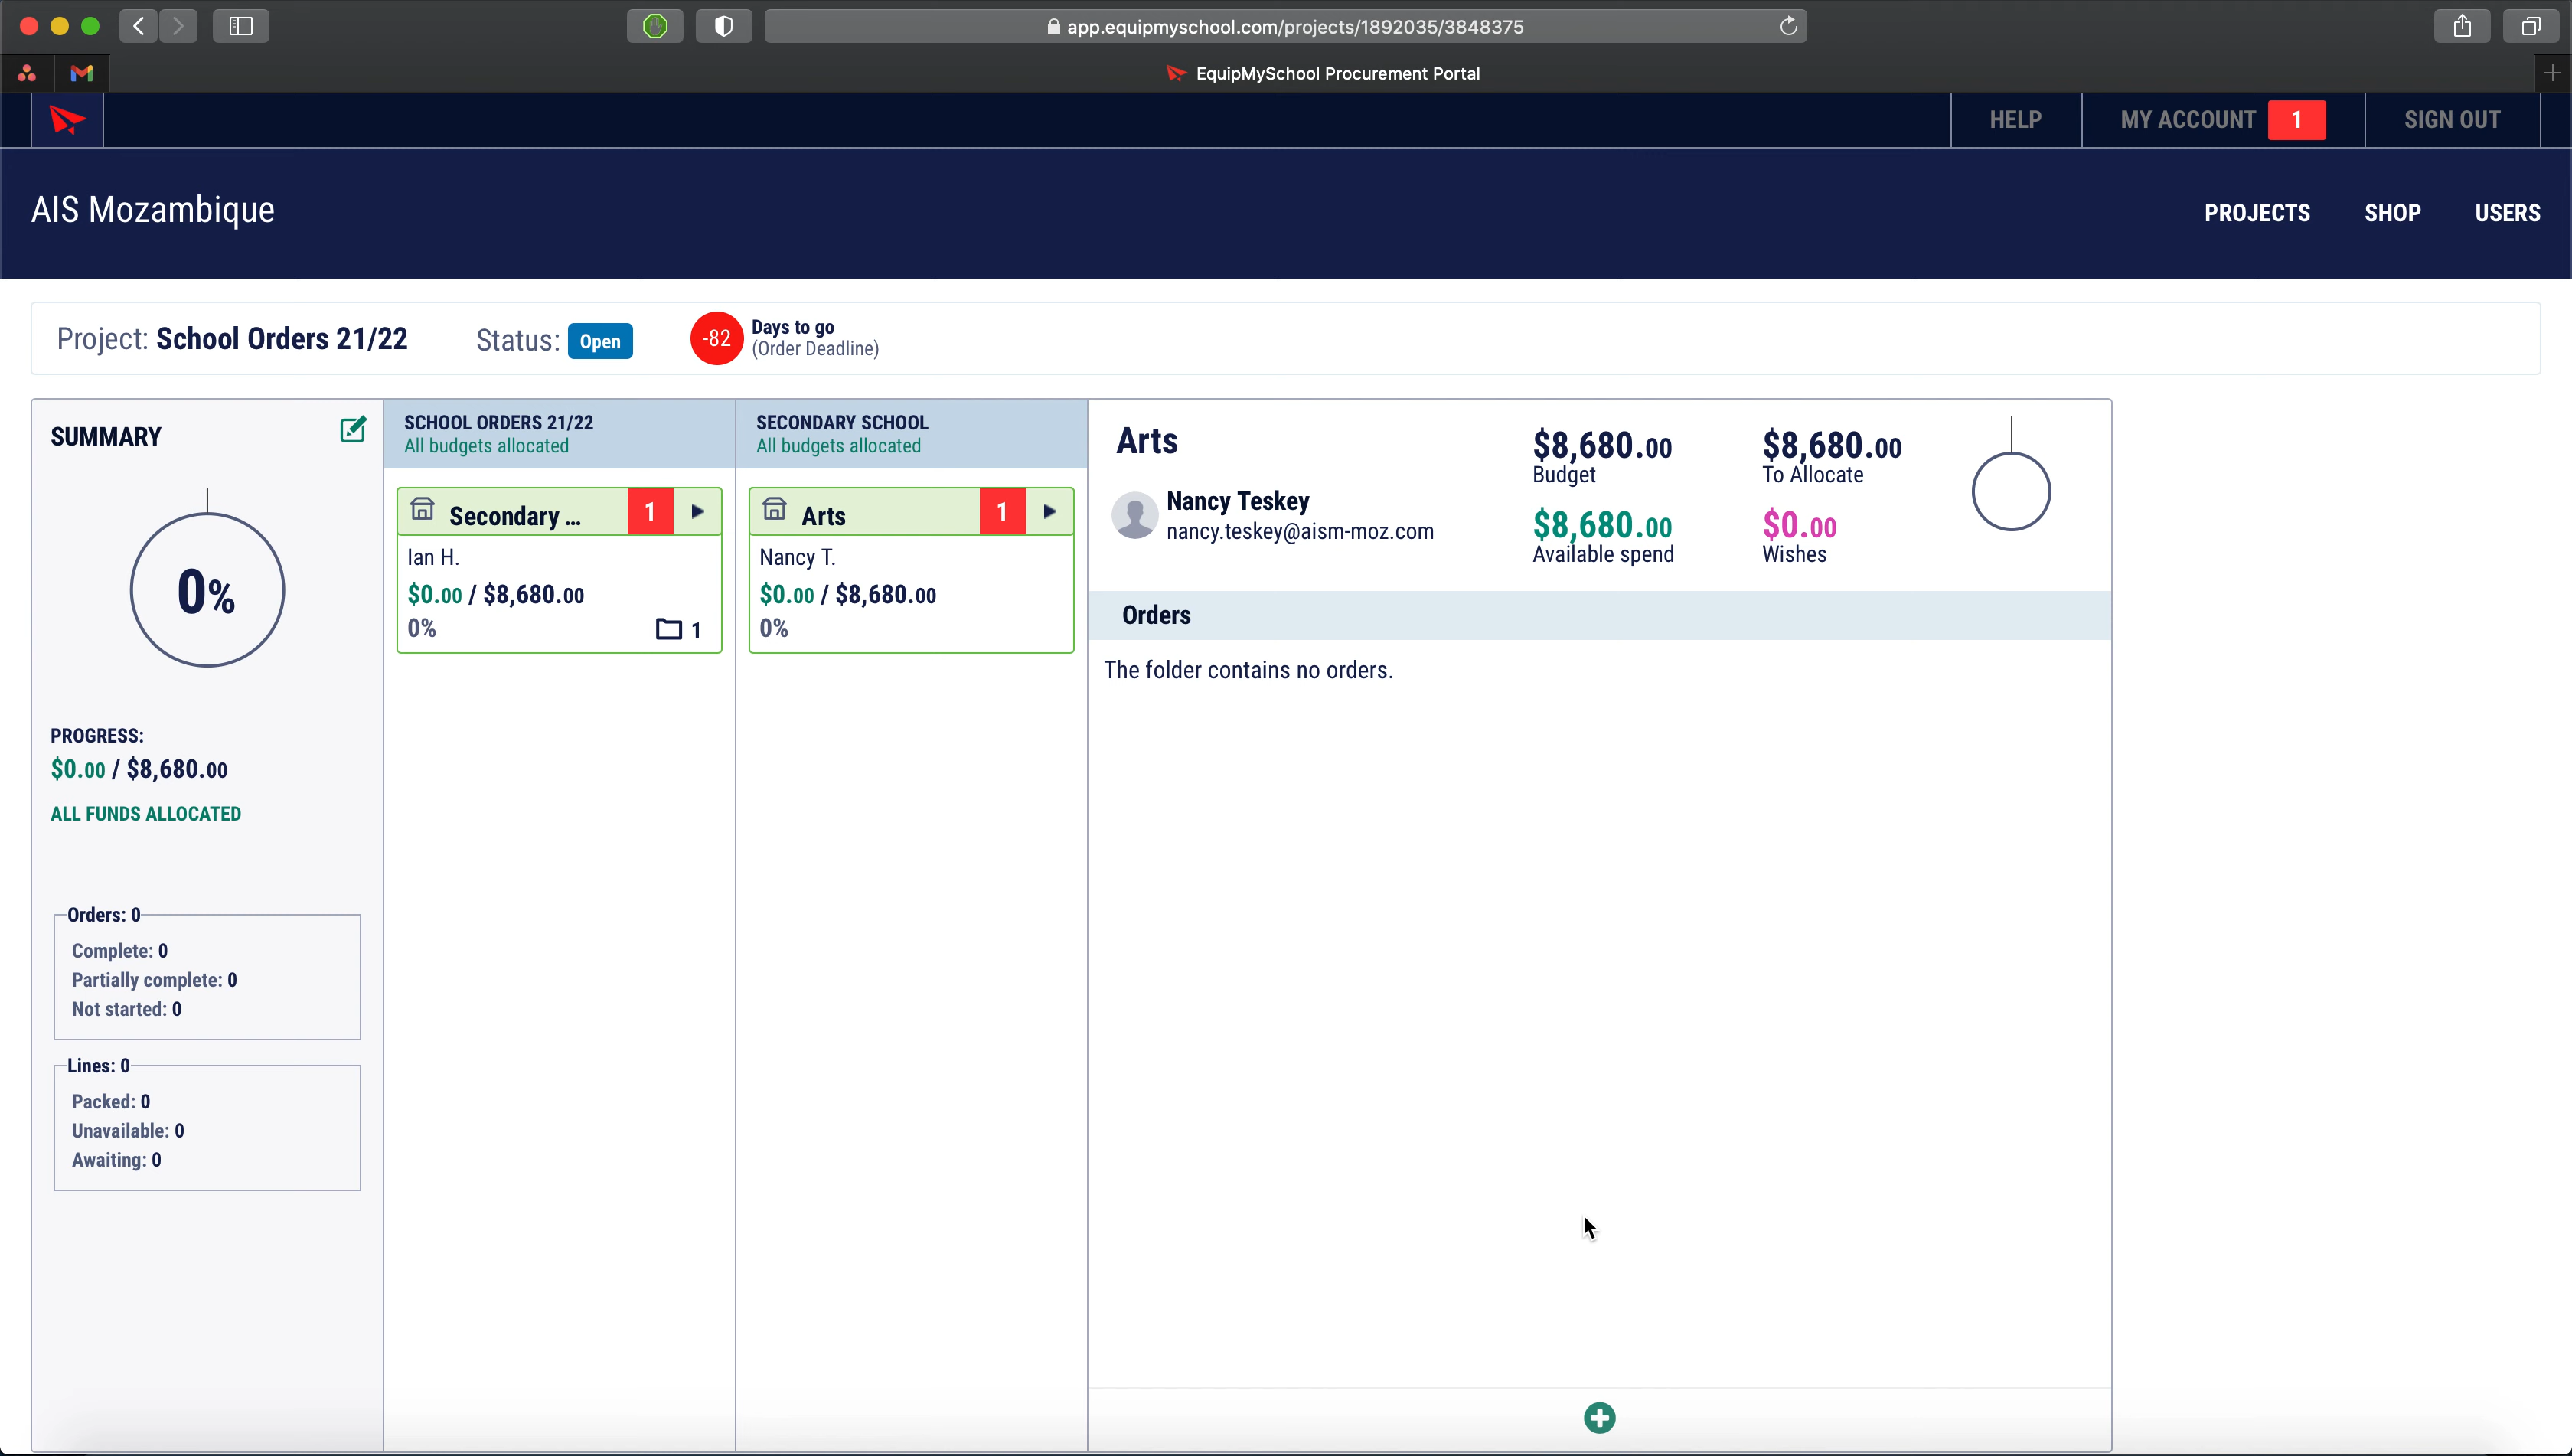 app.equipmyschool.com/projects/1892035/3848375
EquipMySchool Procurement Portal
HELP
MY ACCOUNT 1
SIGN OUT
AIS Mozambique
PROJECTS
SHOP
USERS
Project: School Orders 21/22
Status: Open
-82
Days to go
(Order Deadline)
SUMMARY
0%
PROGRESS:
$0.00 / $8,680.00
ALL FUNDS ALLOCATED
Orders: 0
Complete: 0
Partially complete: 0
Not started: 0
Lines: 0
Packed: 0
Unavailable: 0
Awaiting: 0
SCHOOL ORDERS 21/22
All budgets allocated
Secondary ... 1
Ian H.
$0.00 / $8,680.00
0% 1
SECONDARY SCHOOL
All budgets allocated
Arts 1
Nancy T.
$0.00 / $8,680.00
0%
Arts
Nancy Teskey
nancy.teskey@aism-moz.com
$8,680.00
Budget
$8,680.00
To Allocate
$8,680.00
Available spend
$0.00
Wishes
Orders
The folder contains no orders.